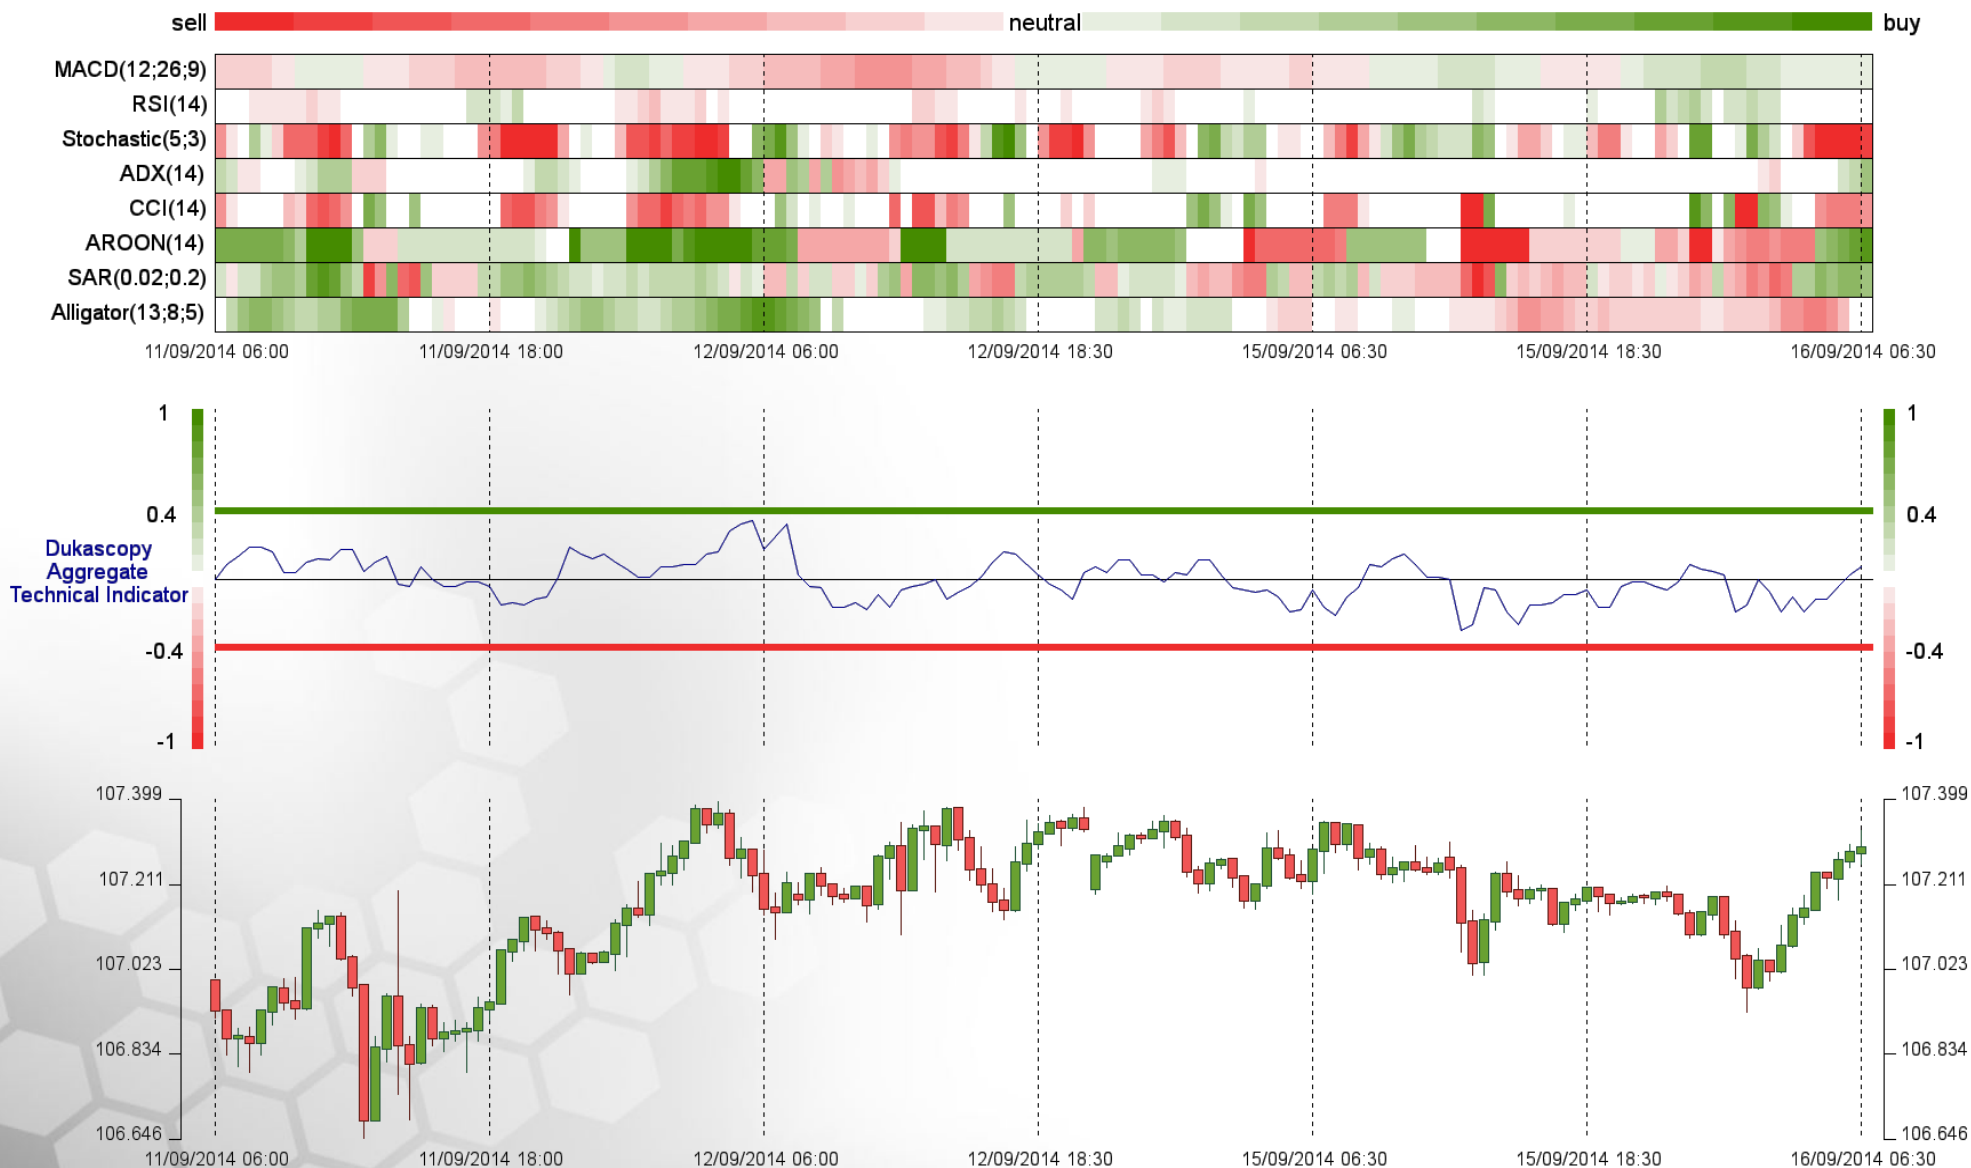 sell neutral buy
MACD(12;26;9)
RSI(14)
Stochastic(5;3)
ADX(14)
CCI(14)
AROON(14)
SAR(0.02;0.2)
Alligator(13;8;5)
11/09/2014 06:00 11/09/2014 18:00 12/09/2014 06:00 12/09/2014 18:30 15/09/2014 06:30 15/09/2014 18:30 16/09/2014 06:30
1 1
0.4 0.4
Dukascopy
Aggregate
Technical Indicator
-0.4 -0.4
-1 -1
107.399 107.399
107.211 107.211
107.023 107.023
106.834 106.834
106.646 106.646
11/09/2014 06:00 11/09/2014 18:00 12/09/2014 06:00 12/09/2014 18:30 15/09/2014 06:30 15/09/2014 18:30 16/09/2014 06:30